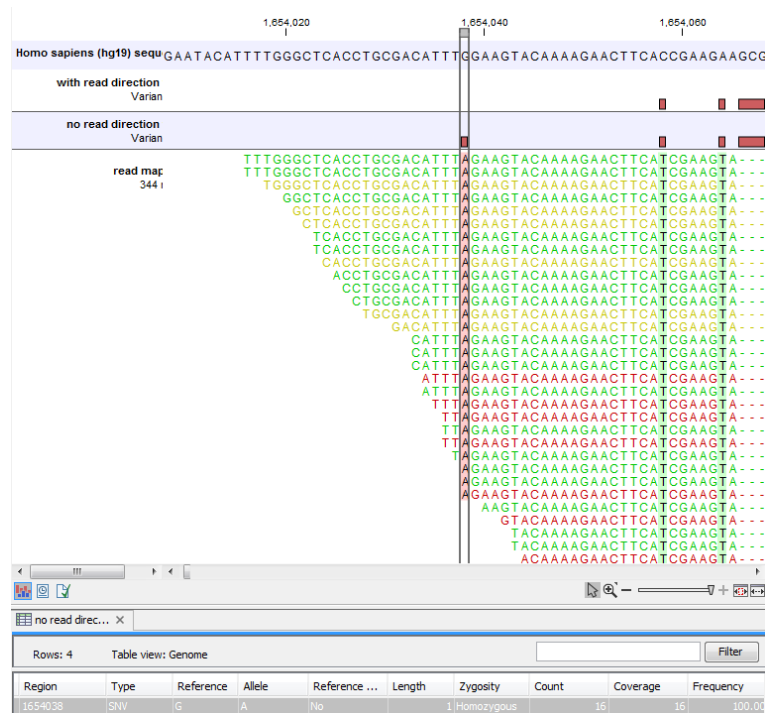 1,654,020 1,654,040 1,654,060
Homo sapiens (hg19) sequ GAATACATTTTGGGCTCACCTGCGACATTTGGAAGTACAAAAGAACTTCACCGAAGAAGCG
with read direction
Varian
no read direction
Varian
TTTGGGCTCACCTGCGACATTTAGAAGTACAAAAGAACTTCATCGAAGTA---
read map TTTGGGCTCACCTGCGACATTTAGAAGTACAAAAGAACTTCATCGAAGTA---
344 r TGGGCTCACCTGCGACATTTAGAAGTACAAAAGAACTTCATCGAAGTA---
GGCTCACCTGCGACATTTAGAAGTACAAAAGAACTTCATCGAAGTA---
GCTCACCTGCGACATTTAGAAGTACAAAAGAACTTCATCGAAGTA---
CTCACCTGCGACATTTAGAAGTACAAAAGAACTTCATCGAAGTA---
TCACCTGCGACATTTAGAAGTACAAAAGAACTTCATCGAAGTA---
TCACCTGCGACATTTAGAAGTACAAAAGAACTTCATCGAAGTA---
CACCTGCGACATTTAGAAGTACAAAAGAACTTCATCGAAGTA---
ACCTGCGACATTTAGAAGTACAAAAGAACTTCATCGAAGTA---
CCTGCGACATTTAGAAGTACAAAAGAACTTCATCGAAGTA---
CTGCGACATTTAGAAGTACAAAAGAACTTCATCGAAGTA---
TGCGACATTTAGAAGTACAAAAGAACTTCATCGAAGTA---
GACATTTAGAAGTACAAAAGAACTTCATCGAAGTA---
CATTTAGAAGTACAAAAGAACTTCATCGAAGTA---
CATTTAGAAGTACAAAAGAACTTCATCGAAGTA---
CATTTAGAAGTACAAAAGAACTTCATCGAAGTA---
ATTTAGAAGTACAAAAGAACTTCATCGAAGTA---
ATTTAGAAGTACAAAAGAACTTCATCGAAGTA---
TTTAGAAGTACAAAAGAACTTCATCGAAGTA---
TTAGAAGTACAAAAGAACTTCATCGAAGTA---
TTAGAAGTACAAAAGAACTTCATCGAAGTA---
TTAGAAGTACAAAAGAACTTCATCGAAGTA---
TAGAAGTACAAAAGAACTTCATCGAAGTA---
AGAAGTACAAAAGAACTTCATCGAAGTA---
AGAAGTACAAAAGAACTTCATCGAAGTA---
AGAAGTACAAAAGAACTTCATCGAAGTA---
AAGTACAAAAGAACTTCATCGAAGTA---
GTACAAAAGAACTTCATCGAAGTA---
TACAAAAGAACTTCATCGAAGTA---
TACAAAAGAACTTCATCGAAGTA---
ACAAAAGAACTTCATCGAAGTA---
no read direc...
Rows: 4 Table view: Genome Filter
Region Type Reference Allele Reference ... Length Zygosity Count Coverage Frequency
1654038 SNV G A No 1 Homozygous 16 16 100.00